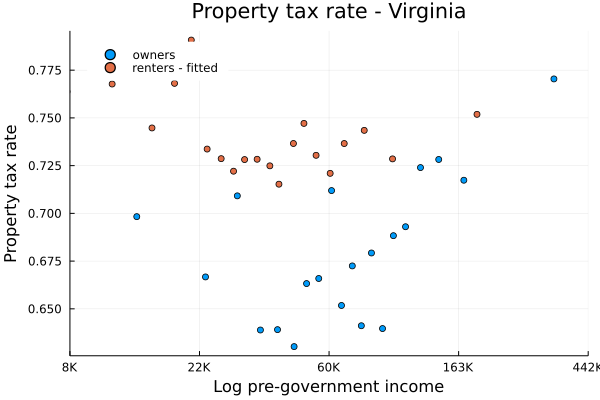 Property tax rate - Virginia
owners
renters - fitted
Property tax rate
0.775
0.750
0.725
0.700
0.675
0.650
8K 22K 60K 163K 442K
Log pre-government income